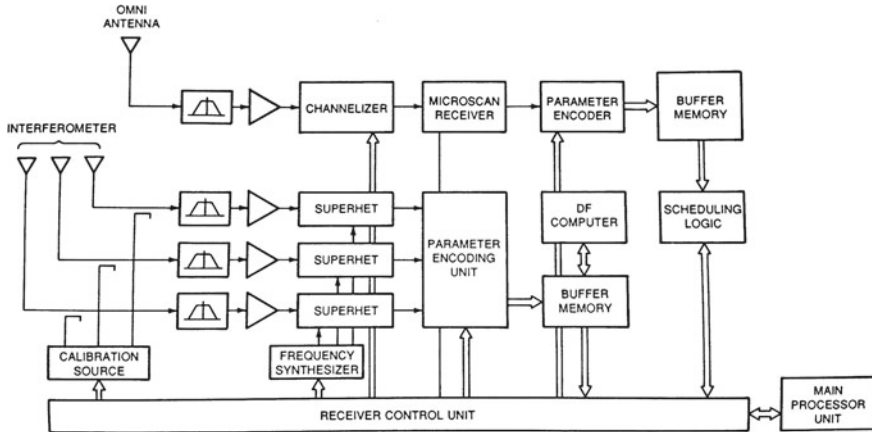 OMNI
ANTENNA
CHANNELIZER
MICROSCAN
RECEIVER
PARAMETER
ENCODER
BUFFER
MEMORY
INTERFEROMETER
SUPERHET
SUPERHET
SUPERHET
PARAMETER
ENCODING
UNIT
DF
COMPUTER
SCHEDULING
LOGIC
BUFFER
MEMORY
CALIBRATION
SOURCE
FREQUENCY
SYNTHESIZER
RECEIVER CONTROL UNIT
MAIN
PROCESSOR
UNIT